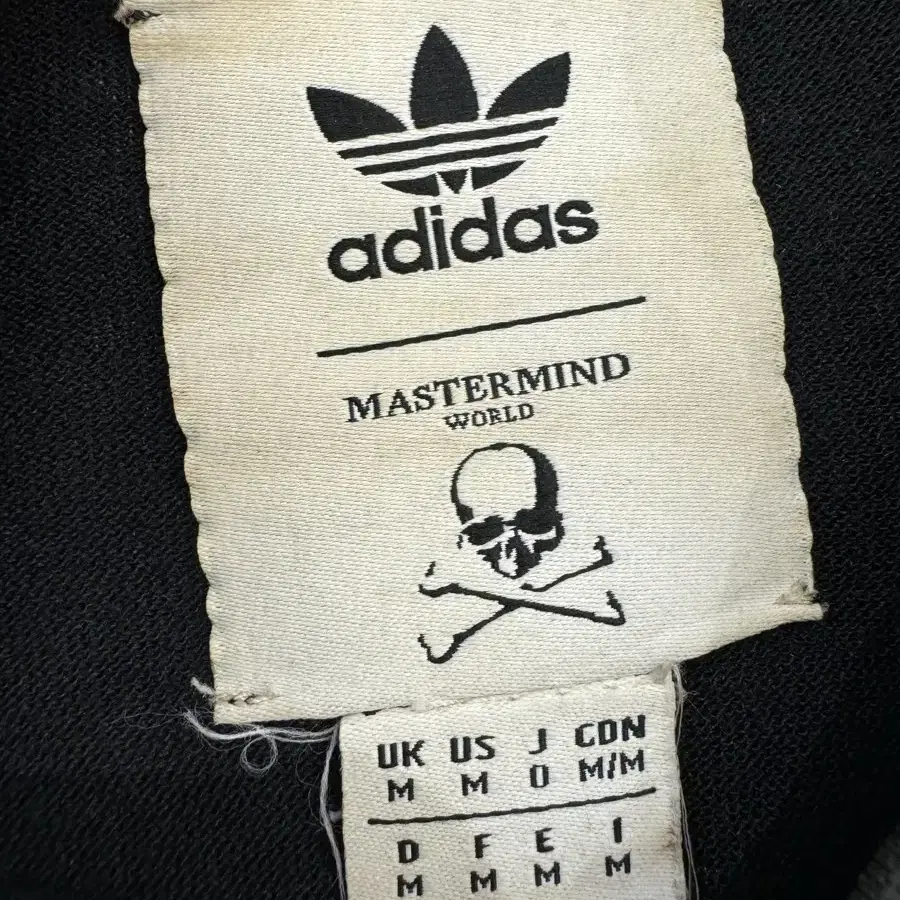 adidas
MASTERMIND
WORLD
UK US J CDN
M M O M/M
D F E I
M M M M